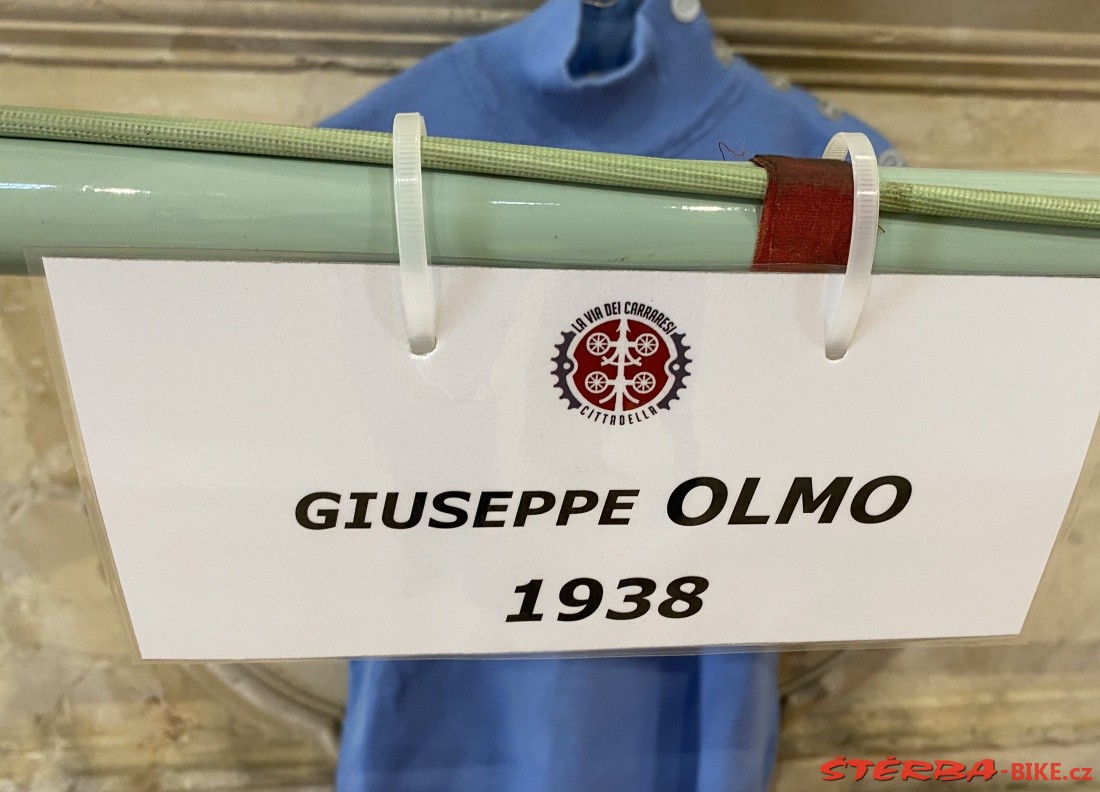 LA VIA DEI CARRARESI
CITTADELLA
GIUSEPPE OLMO
1938
ŠTĚRBA-BIKE.cz